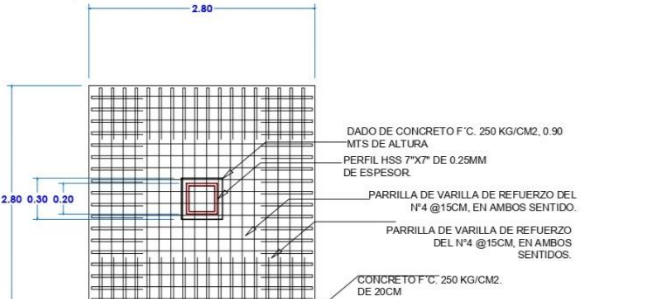 2.80
DADO DE CONCRETO F´C. 250 KG/CM2, 0.90
MTS DE ALTURA
PERFIL HSS 7"X7" DE 0.25MM
DE ESPESOR.
2.80 0.30 0.20
PARRILLA DE VARILLA DE REFUERZO DEL
N°4 @15CM, EN AMBOS SENTIDO.
PARRILLA DE VARILLA DE REFUERZO
DEL N°4 @15CM, EN AMBOS
SENTIDOS.
CONCRETO F´C. 250 KG/CM2.
DE 20CM